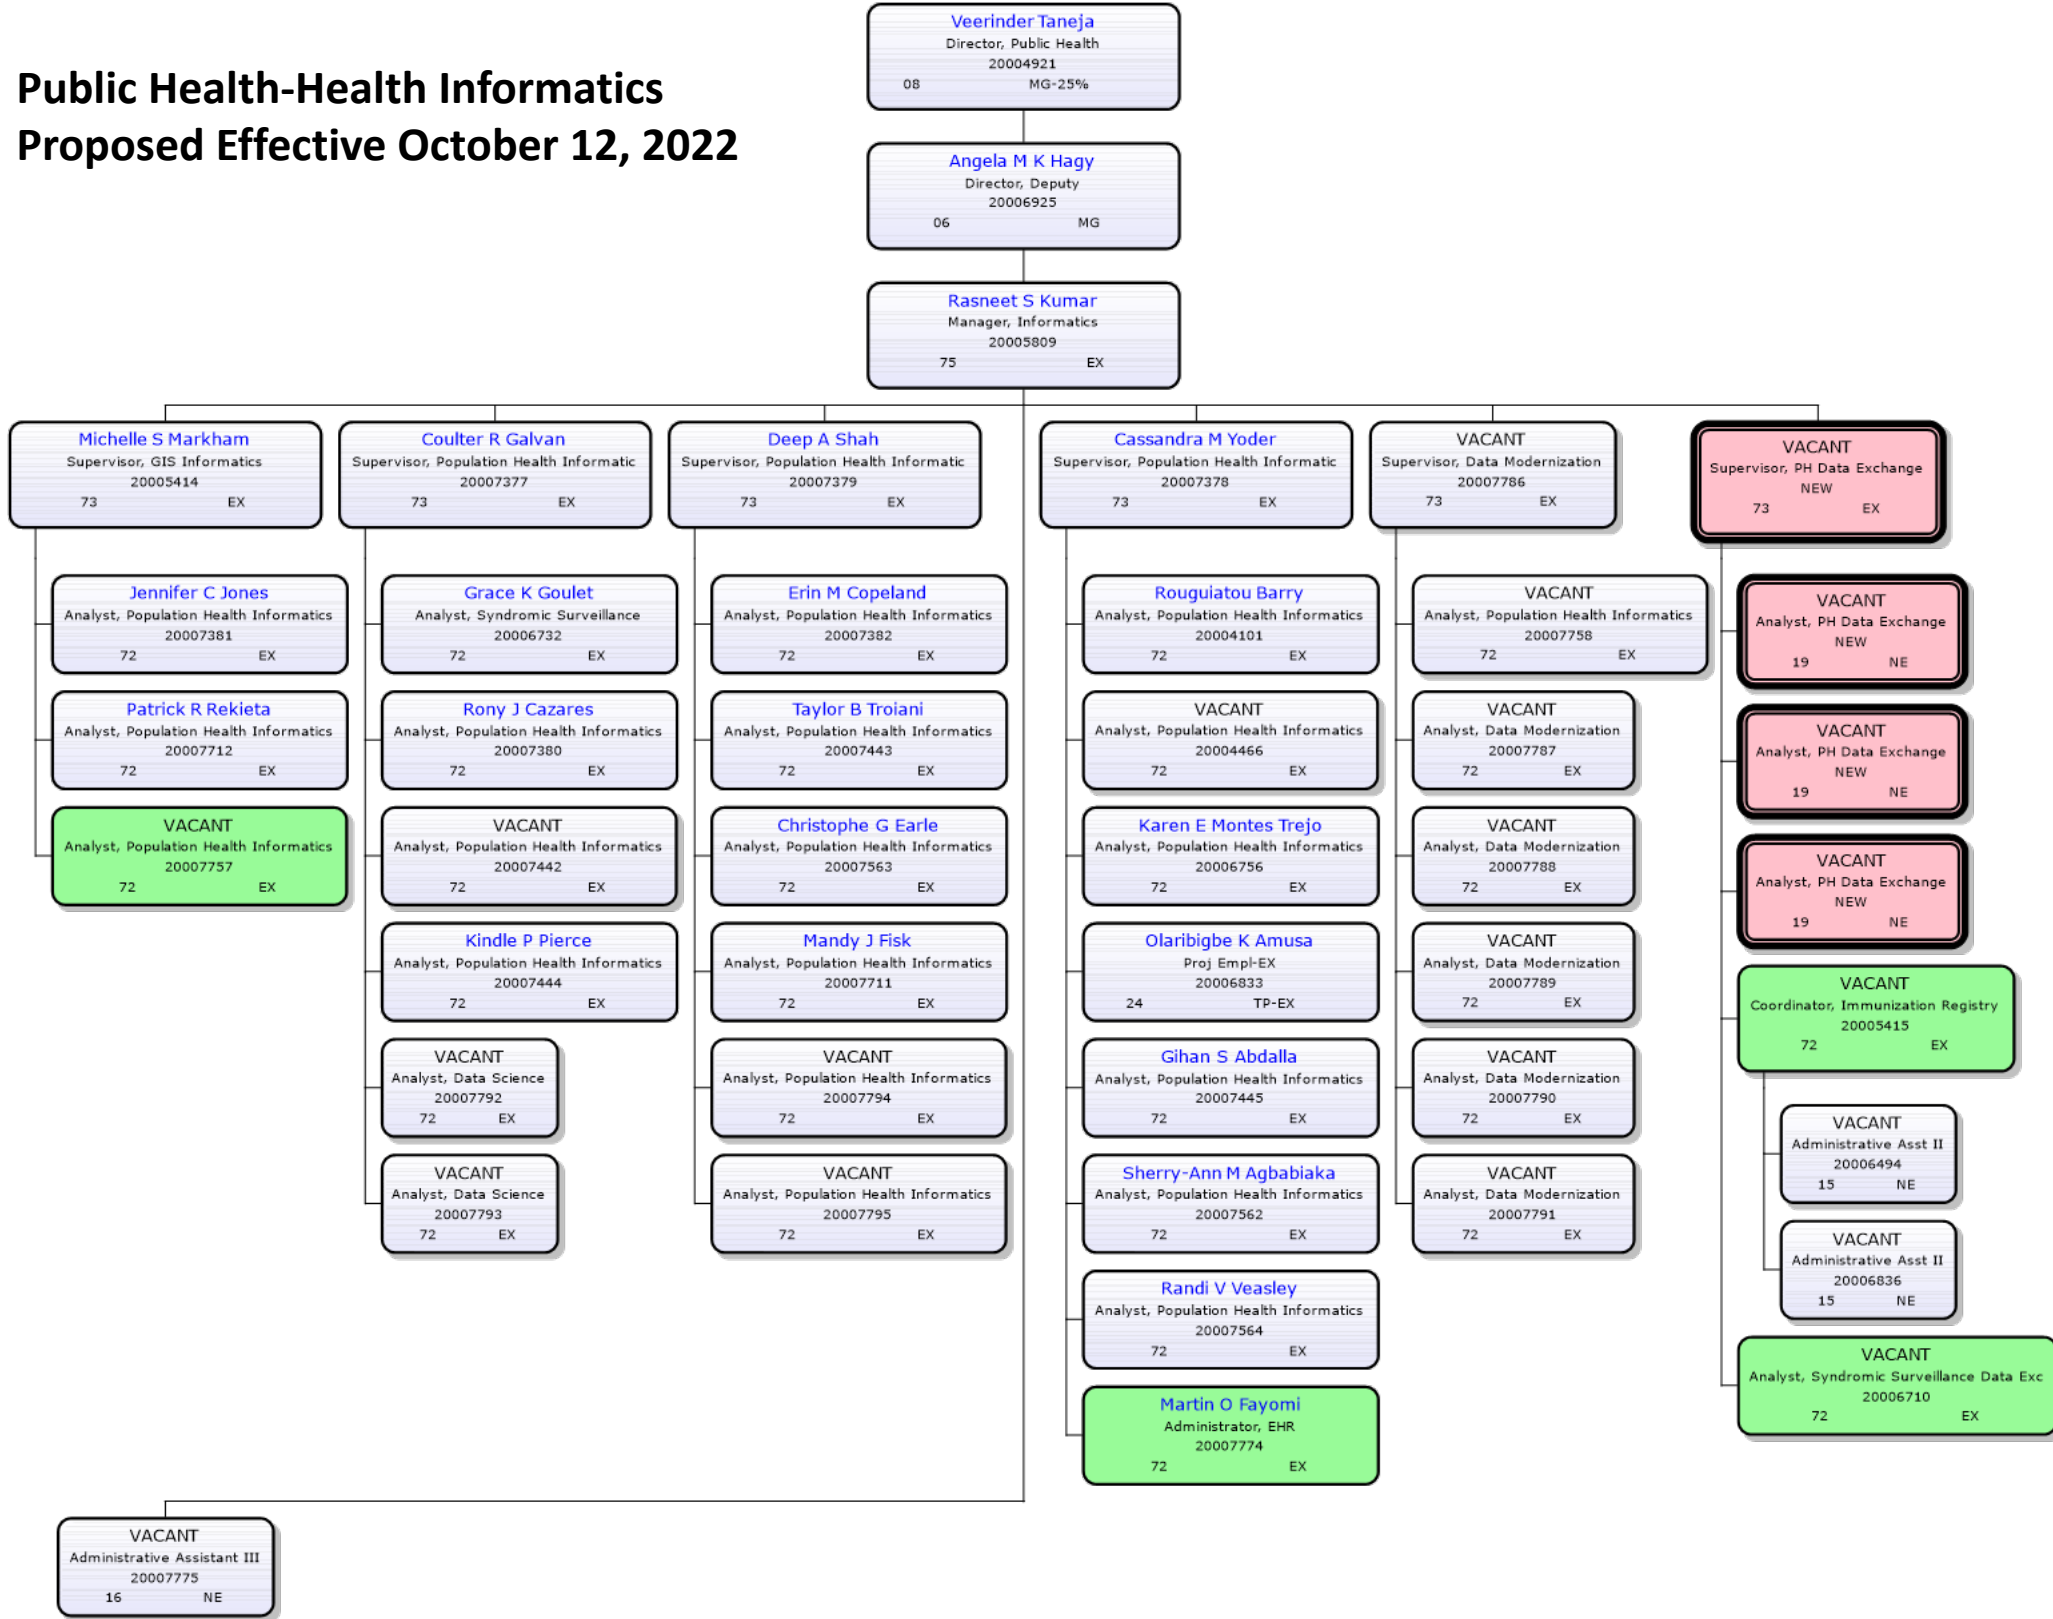 Public Health-Health Informatics
Proposed Effective October 12, 2022
Veerinder Taneja
Director, Public Health
20004921
08 MG-25%
Angela M K Hagy
Director, Deputy
20006925
06 MG
Rasneet S Kumar
Manager, Informatics
20005809
75 EX
Michelle S Markham
Supervisor, GIS Informatics
20005414
73 EX
Jennifer C Jones
Analyst, Population Health Informatics
20007381
72 EX
Patrick R Rekieta
Analyst, Population Health Informatics
20007712
72 EX
VACANT
Analyst, Population Health Informatics
20007757
72 EX
Coulter R Galvan
Supervisor, Population Health Informatic
20007377
73 EX
Grace K Goulet
Analyst, Syndromic Surveillance
20006732
72 EX
Rony J Cazares
Analyst, Population Health Informatics
20007380
72 EX
VACANT
Analyst, Population Health Informatics
20007442
72 EX
Kindle P Pierce
Analyst, Population Health Informatics
20007444
72 EX
VACANT
Analyst, Data Science
20007792
72 EX
VACANT
Analyst, Data Science
20007793
72 EX
Deep A Shah
Supervisor, Population Health Informatic
20007379
73 EX
Erin M Copeland
Analyst, Population Health Informatics
20007382
72 EX
Taylor B Troiani
Analyst, Population Health Informatics
20007443
72 EX
Christophe G Earle
Analyst, Population Health Informatics
20007563
72 EX
Mandy J Fisk
Analyst, Population Health Informatics
20007711
72 EX
VACANT
Analyst, Population Health Informatics
20007794
72 EX
VACANT
Analyst, Population Health Informatics
20007795
72 EX
Cassandra M Yoder
Supervisor, Population Health Informatic
20007378
73 EX
Rouguiatou Barry
Analyst, Population Health Informatics
20004101
72 EX
VACANT
Analyst, Population Health Informatics
20004466
72 EX
Karen E Montes Trejo
Analyst, Population Health Informatics
20006756
72 EX
Olaribigbe K Amusa
Proj Empl-EX
20006833
24 TP-EX
Gihan S Abdalla
Analyst, Population Health Informatics
20007445
72 EX
Sherry-Ann M Agbabiaka
Analyst, Population Health Informatics
20007562
72 EX
Randi V Veasley
Analyst, Population Health Informatics
20007564
72 EX
Martin O Fayomi
Administrator, EHR
20007774
72 EX
VACANT
Supervisor, Data Modernization
20007786
73 EX
VACANT
Analyst, Population Health Informatics
20007758
72 EX
VACANT
Analyst, Data Modernization
20007787
72 EX
VACANT
Analyst, Data Modernization
20007788
72 EX
VACANT
Analyst, Data Modernization
20007789
72 EX
VACANT
Analyst, Data Modernization
20007790
72 EX
VACANT
Analyst, Data Modernization
20007791
72 EX
VACANT
Supervisor, PH Data Exchange
NEW
73 EX
VACANT
Analyst, PH Data Exchange
NEW
19 NE
VACANT
Analyst, PH Data Exchange
NEW
19 NE
VACANT
Analyst, PH Data Exchange
NEW
19 NE
VACANT
Coordinator, Immunization Registry
20005415
72 EX
VACANT
Administrative Asst II
20006494
15 NE
VACANT
Administrative Asst II
20006836
15 NE
VACANT
Analyst, Syndromic Surveillance Data Exc
20006710
72 EX
VACANT
Administrative Assistant III
20007775
16 NE